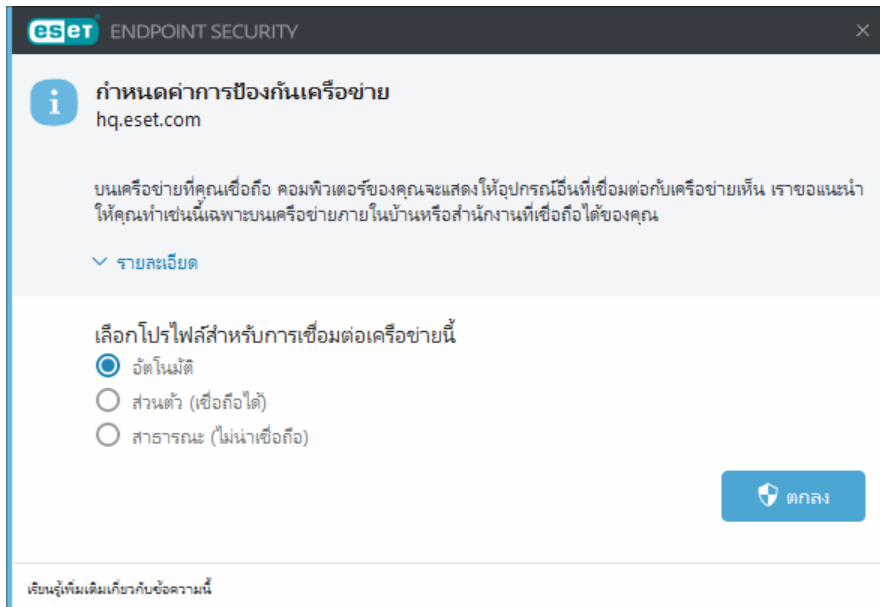 eset ENDPOINT SECURITY
กำหนดค่าการป้องกันเครือข่าย
hq.eset.com
บนเครือข่ายที่คุณเชื่อถือ คอมพิวเตอร์ของคุณจะแสดงให้อุปกรณ์อื่นที่เชื่อมต่อกับเครือข่ายเห็น เราขอแนะนำ
ให้คุณทำเช่นนี้เฉพาะบนเครือข่ายภายในบ้านหรือสำนักงานที่เชื่อถือได้ของคุณ
รายละเอียด
เลือกโปรไฟล์สำหรับการเชื่อมต่อเครือข่ายนี้
อัตโนมัติ
ส่วนตัว (เชื่อถือได้)
สาธารณะ (ไม่น่าเชื่อถือ)
ตกลง
เรียนรู้เพิ่มเติมเกี่ยวกับข้อความนี้